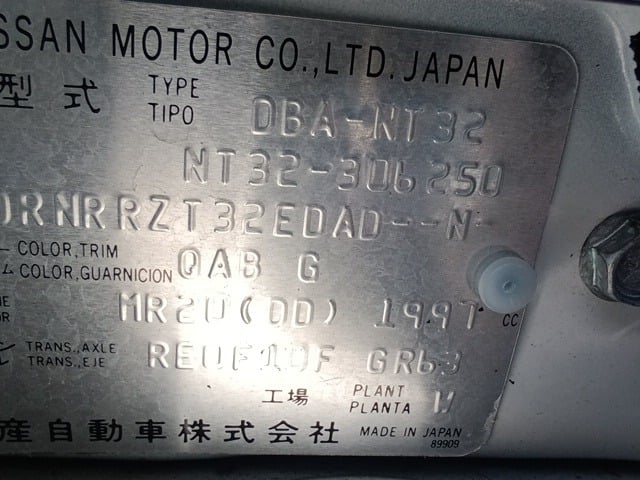 SSAN MOTOR CO.,LTD. JAPAN
型式 TYPE TIPO DBA-NT32
NT32-306250
DRNRRZT32EDAD--N-
COLOR,TRIM
COLOR,GUARNICION QAB G
MR20(DD) 1997 CC
TRANS.,AXLE
TRANS.,EJE REOF10F GR63
工場 PLANT PLANTA W
産自動車株式会社 MADE IN JAPAN
89909